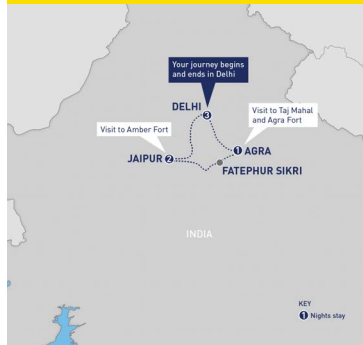 Your journey begins
and ends in Delhi
DELHI
3
Visit to Taj Mahal
and Agra Fort
Visit to Amber Fort
JAIPUR 2
1 AGRA
FATEPHUR SIKRI
INDIA
KEY
1 Nights stay